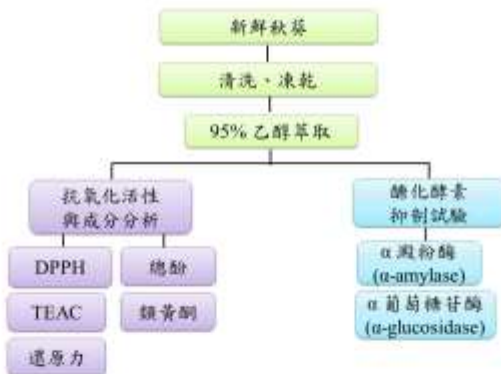 新鮮秋葵
清洗、凍乾
95% 乙醇萃取
抗氧化活性
與成分分析
DPPH
TEAC
還原力
總酚
類黃酮
醣化酵素
抑制試驗
α 澱粉酶
(α-amylase)
α 葡萄糖苷酶
(α-glucosidase)